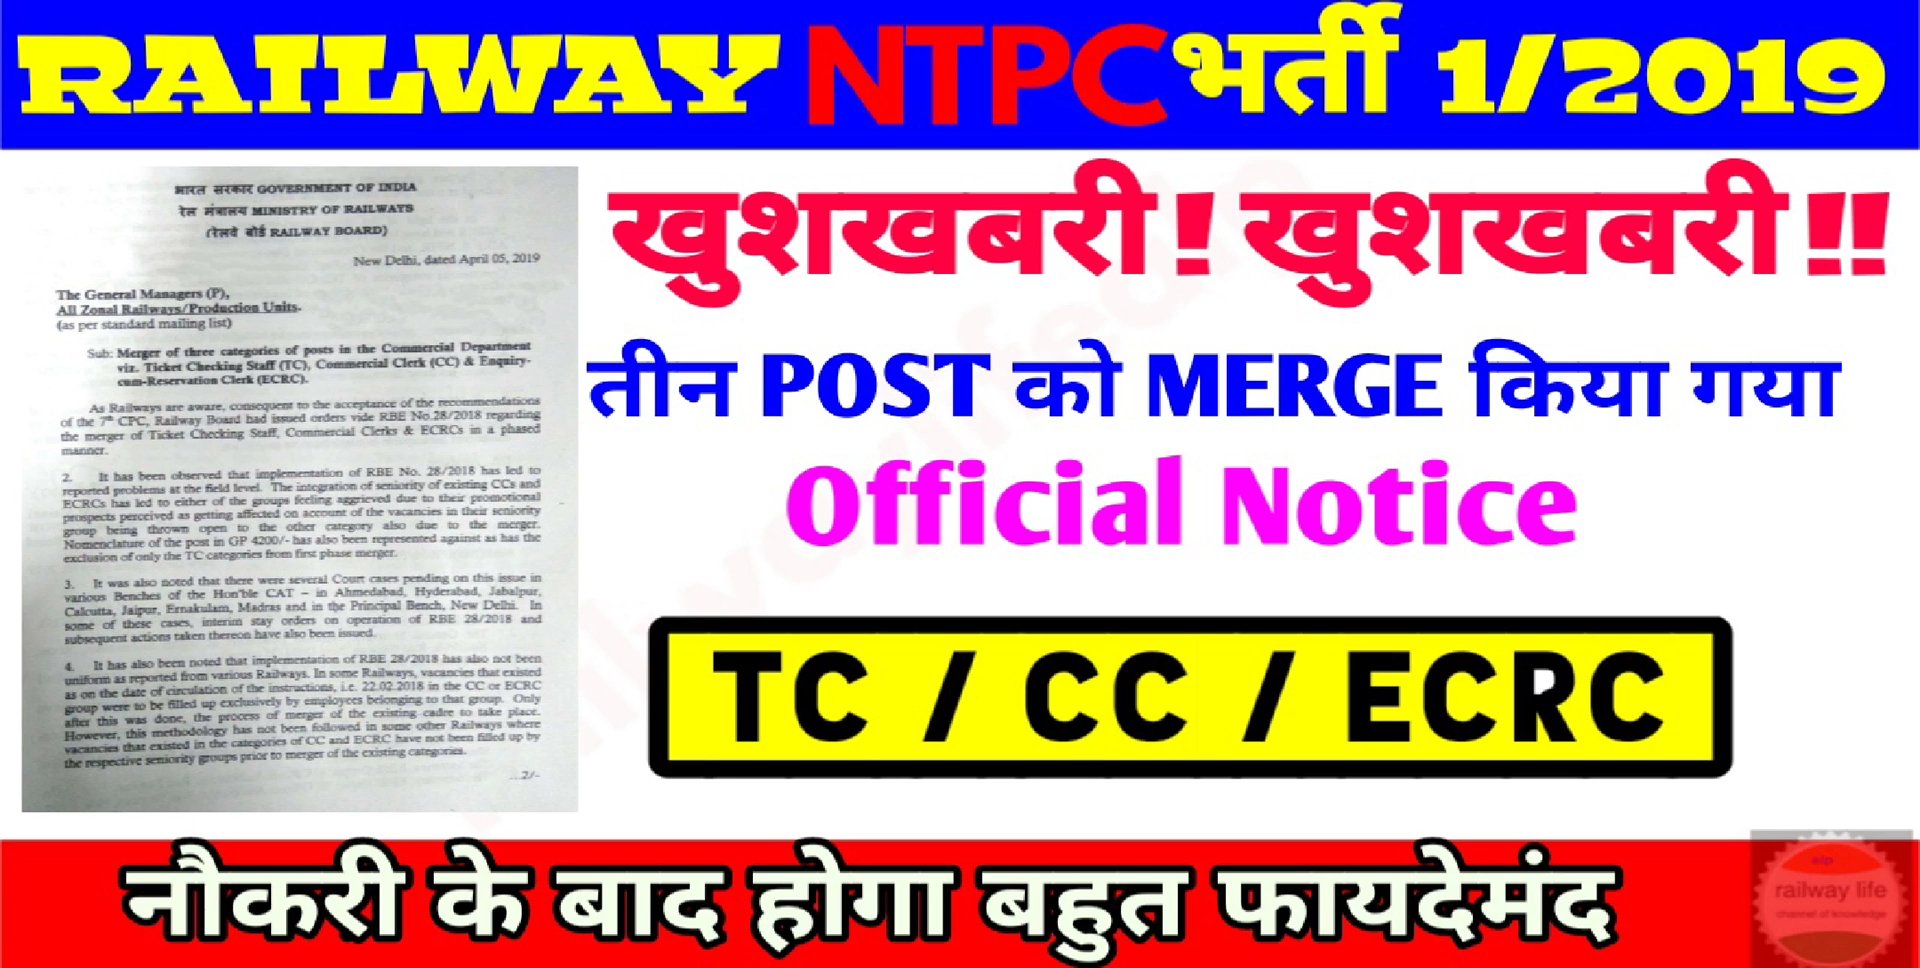 RAILWAY NTPC भर्ती 1/2019
भारत सरकार GOVERNMENT OF INDIA
रेल मंत्रालय MINISTRY OF RAILWAYS
(रेलवे बोर्ड RAILWAY BOARD)
New Delhi, dated April 05, 2019
The General Managers (P),
All Zonal Railways/Production Units.
(as per standard mailing list)
Sub: Merger of three categories of posts in the Commercial Department
viz. Ticket Checking Staff (TC), Commercial Clerk (CC) & Enquiry-
cum-Reservation Clerk (ECRC).
As Railways are aware, consequent to the acceptance of the recommendations
of the 7th CPC, Railway Board had issued orders vide RBE No.28/2018 regarding
the merger of Ticket Checking Staff, Commercial Clerks & ECRCs in a phased
manner.
2. It has been observed that implementation of RBE No. 28/2018 has led to
reported problems at the field level. The integration of seniority of existing CCs and
ECRCs has led to either of the groups feeling aggrieved due to their promotional
prospects perceived as getting affected on account of the vacancies in their seniority
group being thrown open to the other category also due to the merger.
Nomenclature of the post in GP 4200/- has also been represented against as has the
exclusion of only the TC categories from first phase merger.
3. It was also noted that there were several Court cases pending on this issue in
various Benches of the Hon'ble CAT – in Ahmedabad, Hyderabad, Jabalpur,
Calcutta, Jaipur, Ernakulam, Madras and in the Principal Bench, New Delhi. In
some of these cases, interim stay orders on operation of RBE 28/2018 and
subsequent actions taken thereon have also been issued.
4. It has also been noted that implementation of RBE 28/2018 has also not been
uniform as reported from various Railways. In some Railways, vacancies that existed
as on the date of circulation of the instructions, i.e. 22.02.2018 in the CC or ECRC
group were to be filled up exclusively by employees belonging to that group. Only
after this was done, the process of merger of the existing cadre to take place.
However, this methodology has not been followed in some other Railways where
vacancies that existed in the categories of CC and ECRC have not been filled up by
the respective seniority groups prior to merger of the existing categories.
...2/-
खुशखबरी! खुशखबरी!!
तीन POST को MERGE किया गया
Official Notice
TC / CC / ECRC
नौकरी के बाद होगा बहुत फायदेमंद
slp
railway life
channel of knowledge